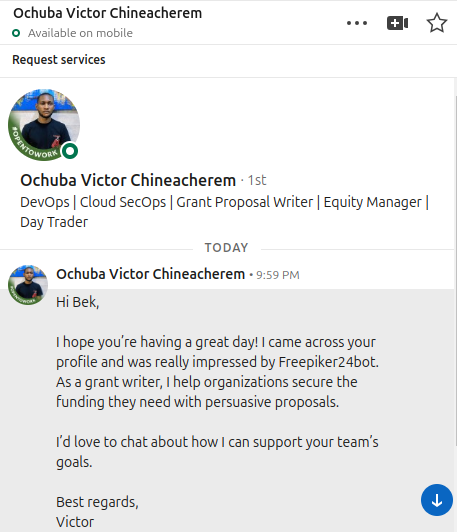 Ochuba Victor Chineacherem
Available on mobile
Request services
#OPENTOWORK
Ochuba Victor Chineacherem · 1st
DevOps | Cloud SecOps | Grant Proposal Writer | Equity Manager |
Day Trader
TODAY
Ochuba Victor Chineacherem • 9:59 PM
Hi Bek,
I hope you’re having a great day! I came across your
profile and was really impressed by Freepiker24bot.
As a grant writer, I help organizations secure the
funding they need with persuasive proposals.
I’d love to chat about how I can support your team’s
goals.
Best regards,
Victor